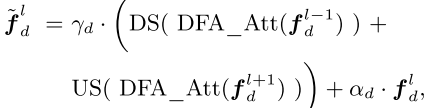 f̃_d^l = γ_d · ( DS( DFA_Att(f_d^{l−1}) ) +
US( DFA_Att(f_d^{l+1}) ) ) + α_d · f_d^l,